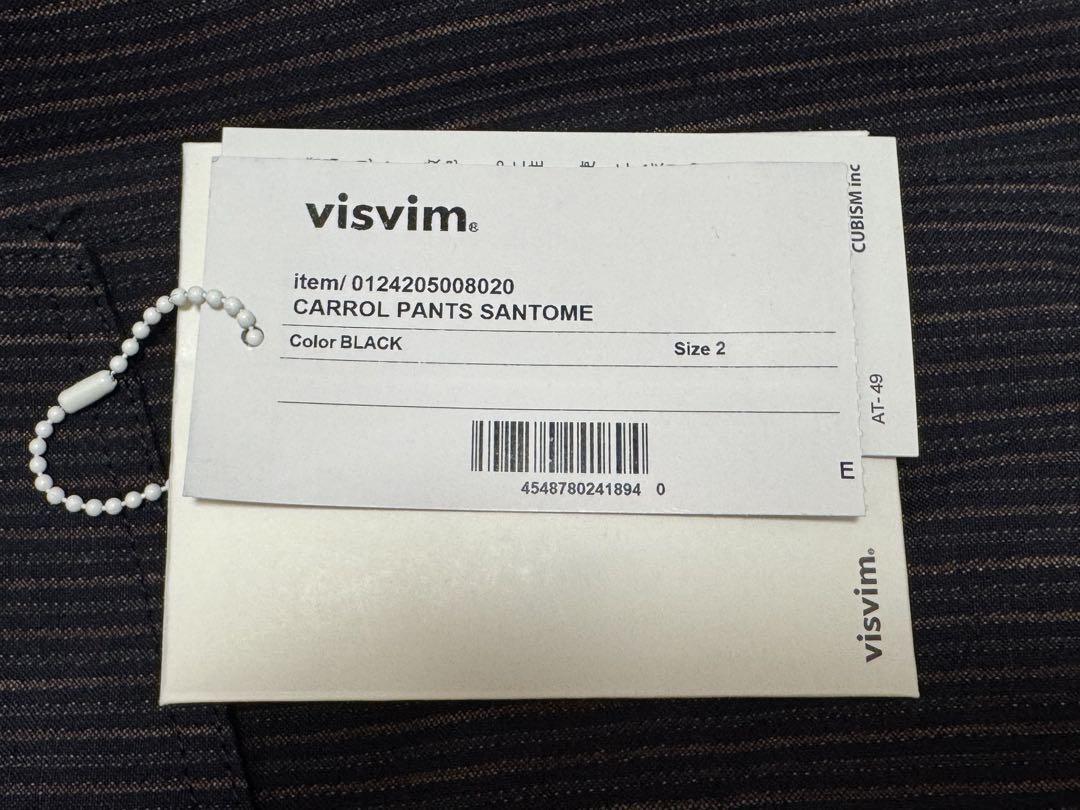 visvim®
item/ 0124205008020
CARROL PANTS SANTOME
Color BLACK
Size 2
4548780241894 0
E
CUBISM inc
AT-49
visvim®